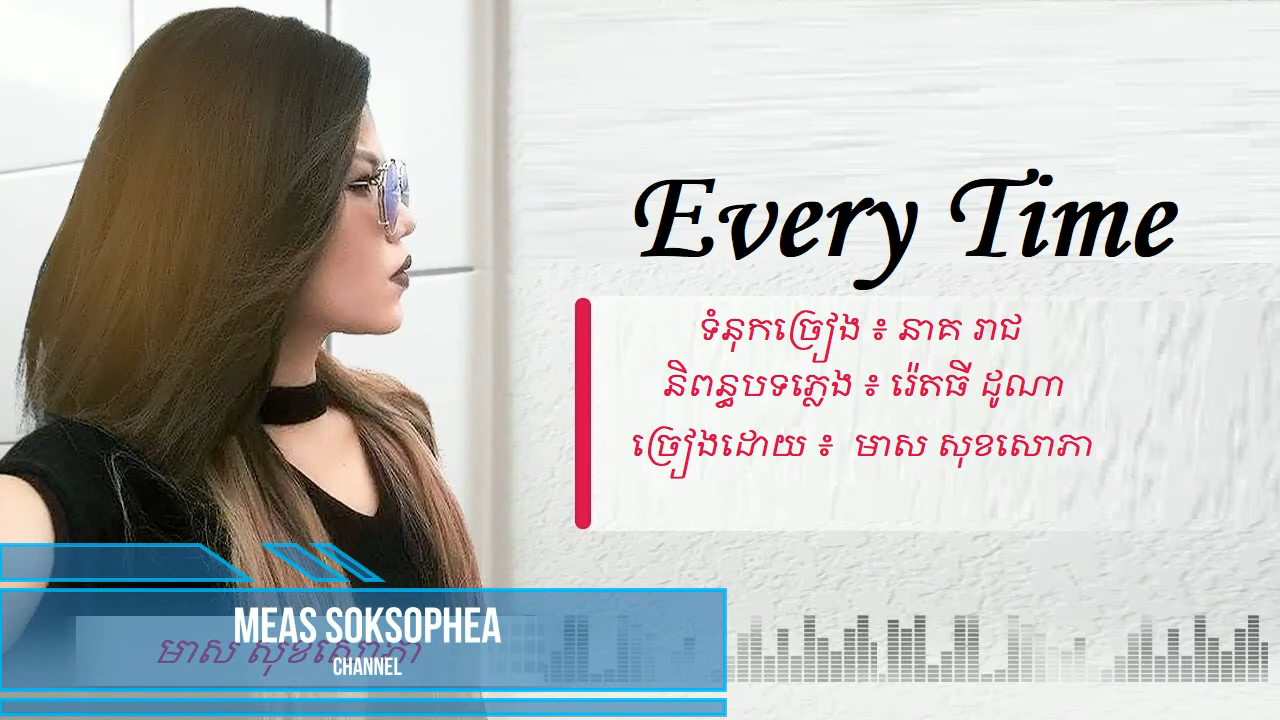 Every Time
ទំនុកច្រៀង ៖ នាគ រាជ
និពន្ធបទភ្លេង ៖ រ៉េតធី ដូណា
ច្រៀងដោយ ៖ មាស សុខសោភា
MEAS SOKSOPHEA
មាស សុខសោភា
CHANNEL